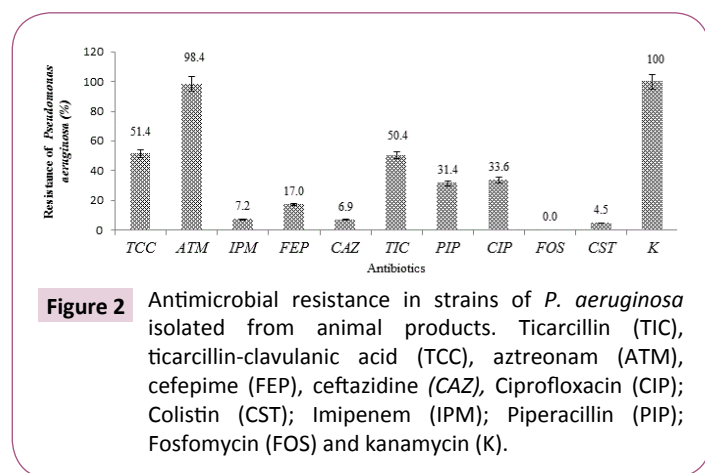 120
100
80
60
40
20
0
Resistance of Pseudomonas
aeruginosa (%)
51.4
98.4
7.2
17.0
6.9
50.4
31.4
33.6
0.0
4.5
100
TCC ATM IPM FEP CAZ TIC PIP CIP FOS CST K
Antibiotics
Figure 2
Antimicrobial resistance in strains of P. aeruginosa
isolated from animal products. Ticarcillin (TIC),
ticarcillin-clavulanic acid (TCC), aztreonam (ATM),
cefepime (FEP), ceftazidine (CAZ), Ciprofloxacin (CIP);
Colistin (CST); Imipenem (IPM); Piperacillin (PIP);
Fosfomycin (FOS) and kanamycin (K).